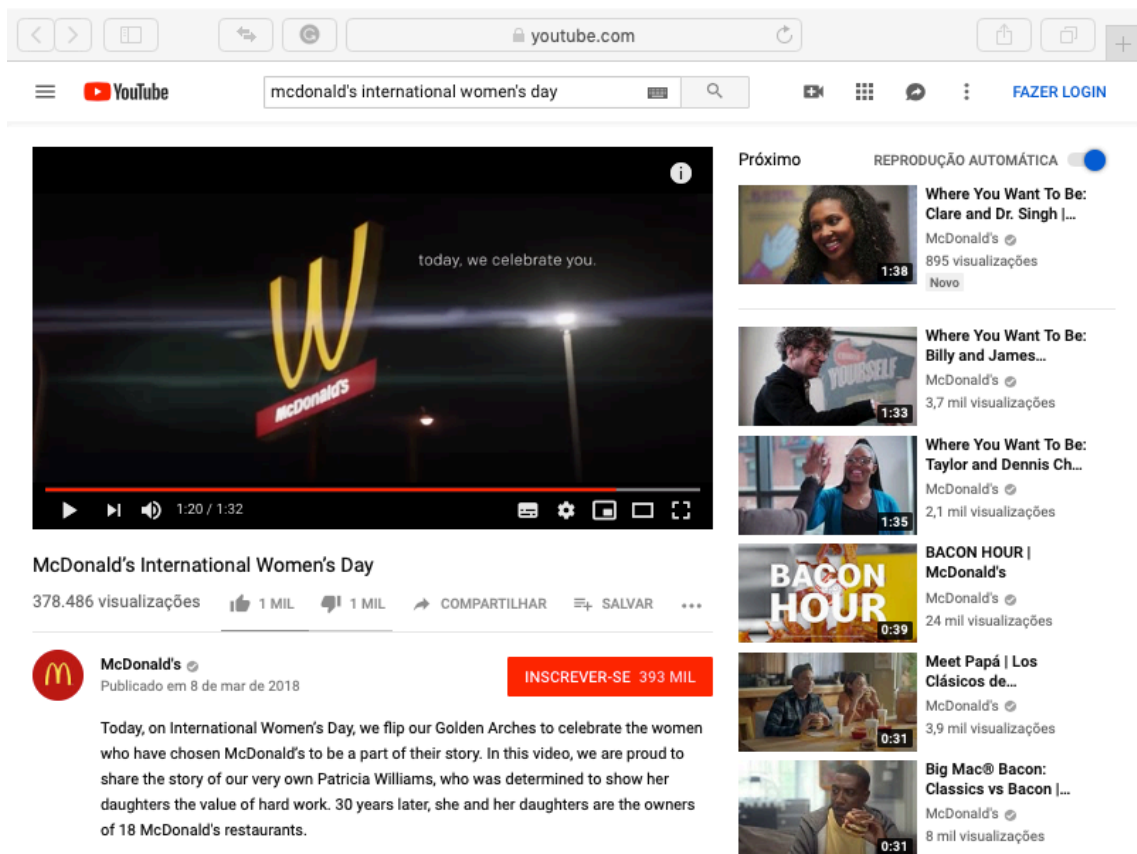 youtube.com
YouTube
mcdonald's international women's day
FAZER LOGIN
today, we celebrate you.
McDonald's
1:20 / 1:32
McDonald's International Women's Day
378.486 visualizações
1 MIL
1 MIL
COMPARTILHAR
SALVAR
McDonald's
Publicado em 8 de mar de 2018
INSCREVER-SE 393 MIL
Today, on International Women's Day, we flip our Golden Arches to celebrate the women
who have chosen McDonald's to be a part of their story. In this video, we are proud to
share the story of our very own Patricia Williams, who was determined to show her
daughters the value of hard work. 30 years later, she and her daughters are the owners
of 18 McDonald's restaurants.
Próximo
REPRODUÇÃO AUTOMÁTICA
1:38
Where You Want To Be:
Clare and Dr. Singh |...
McDonald's
895 visualizações
Novo
YOURSELF
1:33
Where You Want To Be:
Billy and James...
McDonald's
3,7 mil visualizações
1:35
Where You Want To Be:
Taylor and Dennis Ch...
McDonald's
2,1 mil visualizações
BACON
HOUR
0:39
BACON HOUR |
McDonald's
McDonald's
24 mil visualizações
0:31
Meet Papá | Los
Clásicos de...
McDonald's
3,9 mil visualizações
0:31
Big Mac® Bacon:
Classics vs Bacon |...
McDonald's
8 mil visualizações